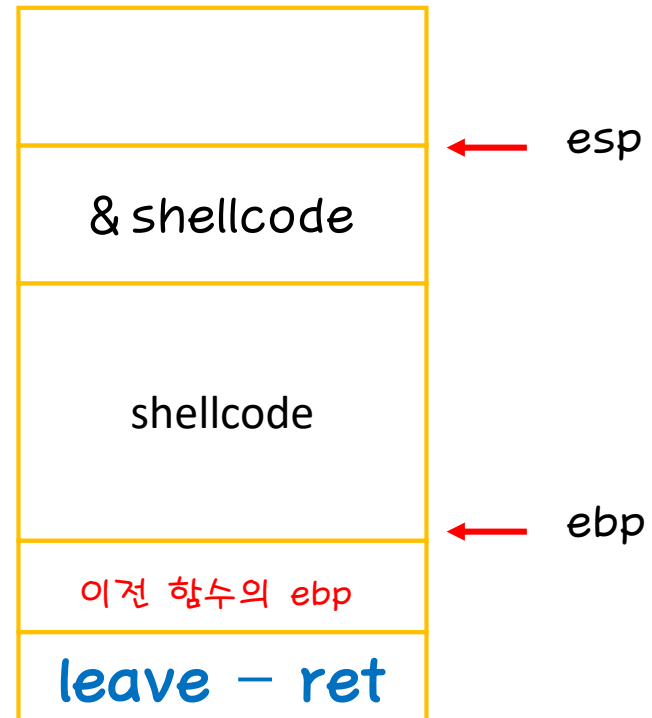 esp
& shellcode
shellcode
ebp
이전 함수의 ebp
leave – ret